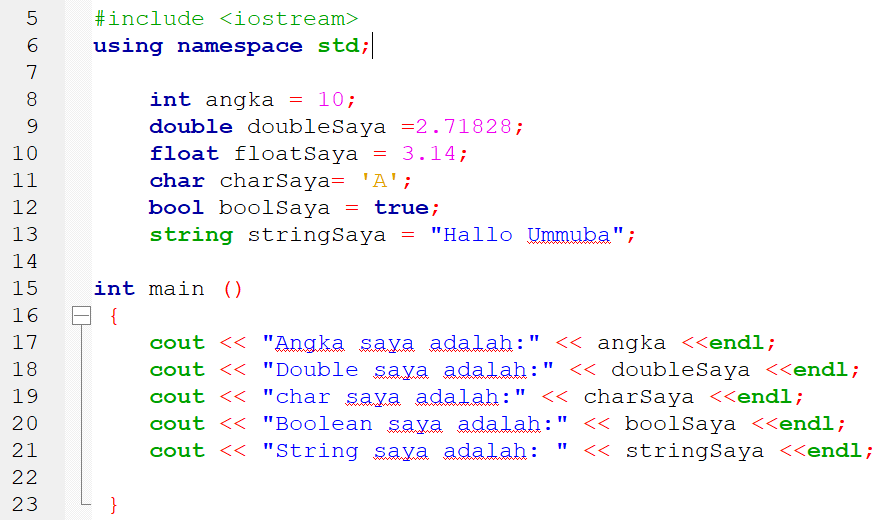 5 #include <iostream>
6 using namespace std;
7
8 int angka = 10;
9 double doubleSaya =2.71828;
10 float floatSaya = 3.14;
11 char charSaya= 'A';
12 bool boolSaya = true;
13 string stringSaya = "Hallo Ummuba";
14
15 int main ()
16 {
17 cout << "Angka saya adalah:" << angka <<endl;
18 cout << "Double saya adalah:" << doubleSaya <<endl;
19 cout << "char saya adalah:" << charSaya <<endl;
20 cout << "Boolean saya adalah:" << boolSaya <<endl;
21 cout << "String saya adalah: " << stringSaya <<endl;
22
23 }